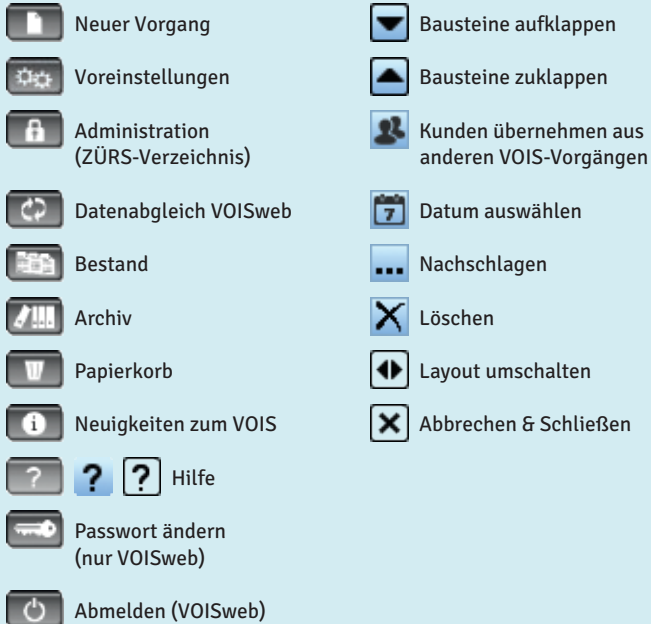 Neuer Vorgang
Voreinstellungen
Administration
(ZÜRS-Verzeichnis)
Datenabgleich VOISweb
Bestand
Archiv
Papierkorb
Neuigkeiten zum VOIS
? ? ? Hilfe
Passwort ändern
(nur VOISweb)
Abmelden (VOISweb)
Bausteine aufklappen
Bausteine zuklappen
Kunden übernehmen aus
anderen VOIS-Vorgängen
7 Datum auswählen
... Nachschlagen
Löschen
Layout umschalten
Abbrechen & Schließen